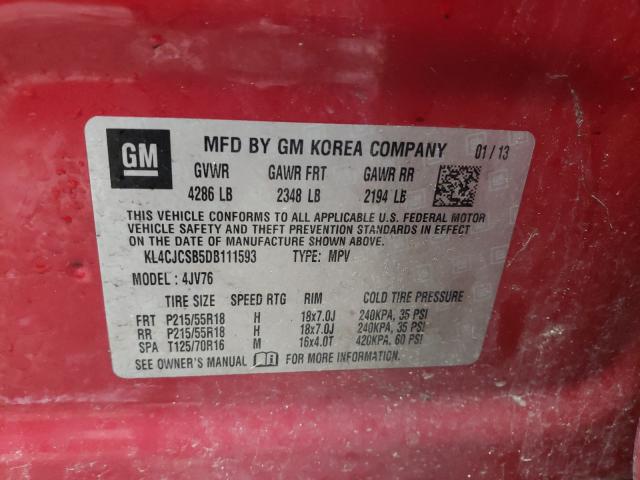 GM MFD BY GM KOREA COMPANY 01/13
GVWR GAWR FRT GAWR RR
4286 LB 2348 LB 2194 LB
THIS VEHICLE CONFORMS TO ALL APPLICABLE U.S. FEDERAL MOTOR
VEHICLE SAFETY AND THEFT PREVENTION STANDARDS IN EFFECT
ON THE DATE OF MANUFACTURE SHOWN ABOVE.
KL4CJCSB5DB111593 TYPE: MPV
MODEL: 4JV76
TIRE SIZE SPEED RTG RIM COLD TIRE PRESSURE
FRT P215/55R18 H 18x7.0J 240KPA, 35 PSI
RR P215/55R18 H 18x7.0J 240KPA, 35 PSI
SPA T125/70R16 M 16x4.0T 420KPA, 60 PSI
SEE OWNER'S MANUAL FOR MORE INFORMATION.